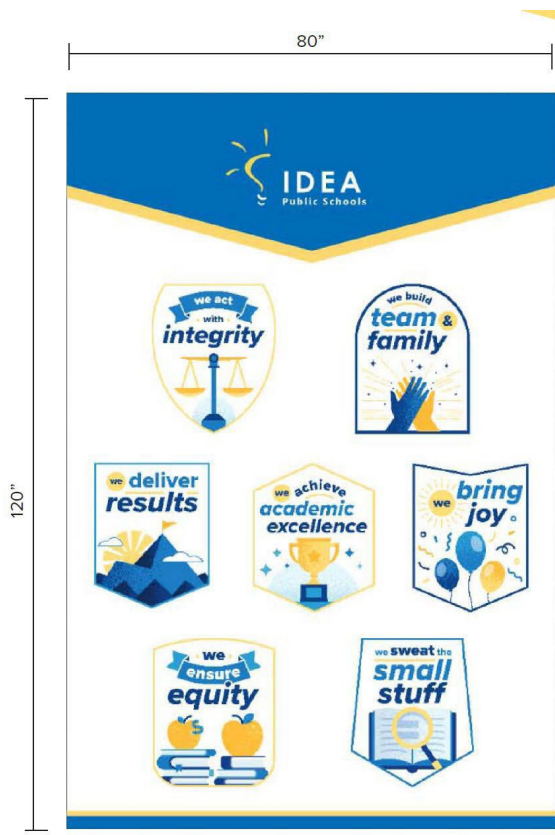 80”
120”
IDEA
Public Schools
we act
with
integrity
we build
team &
family
we deliver
results
we achieve
academic
excellence
we bring
joy
we
ensure
equity
we sweat the
small
stuff